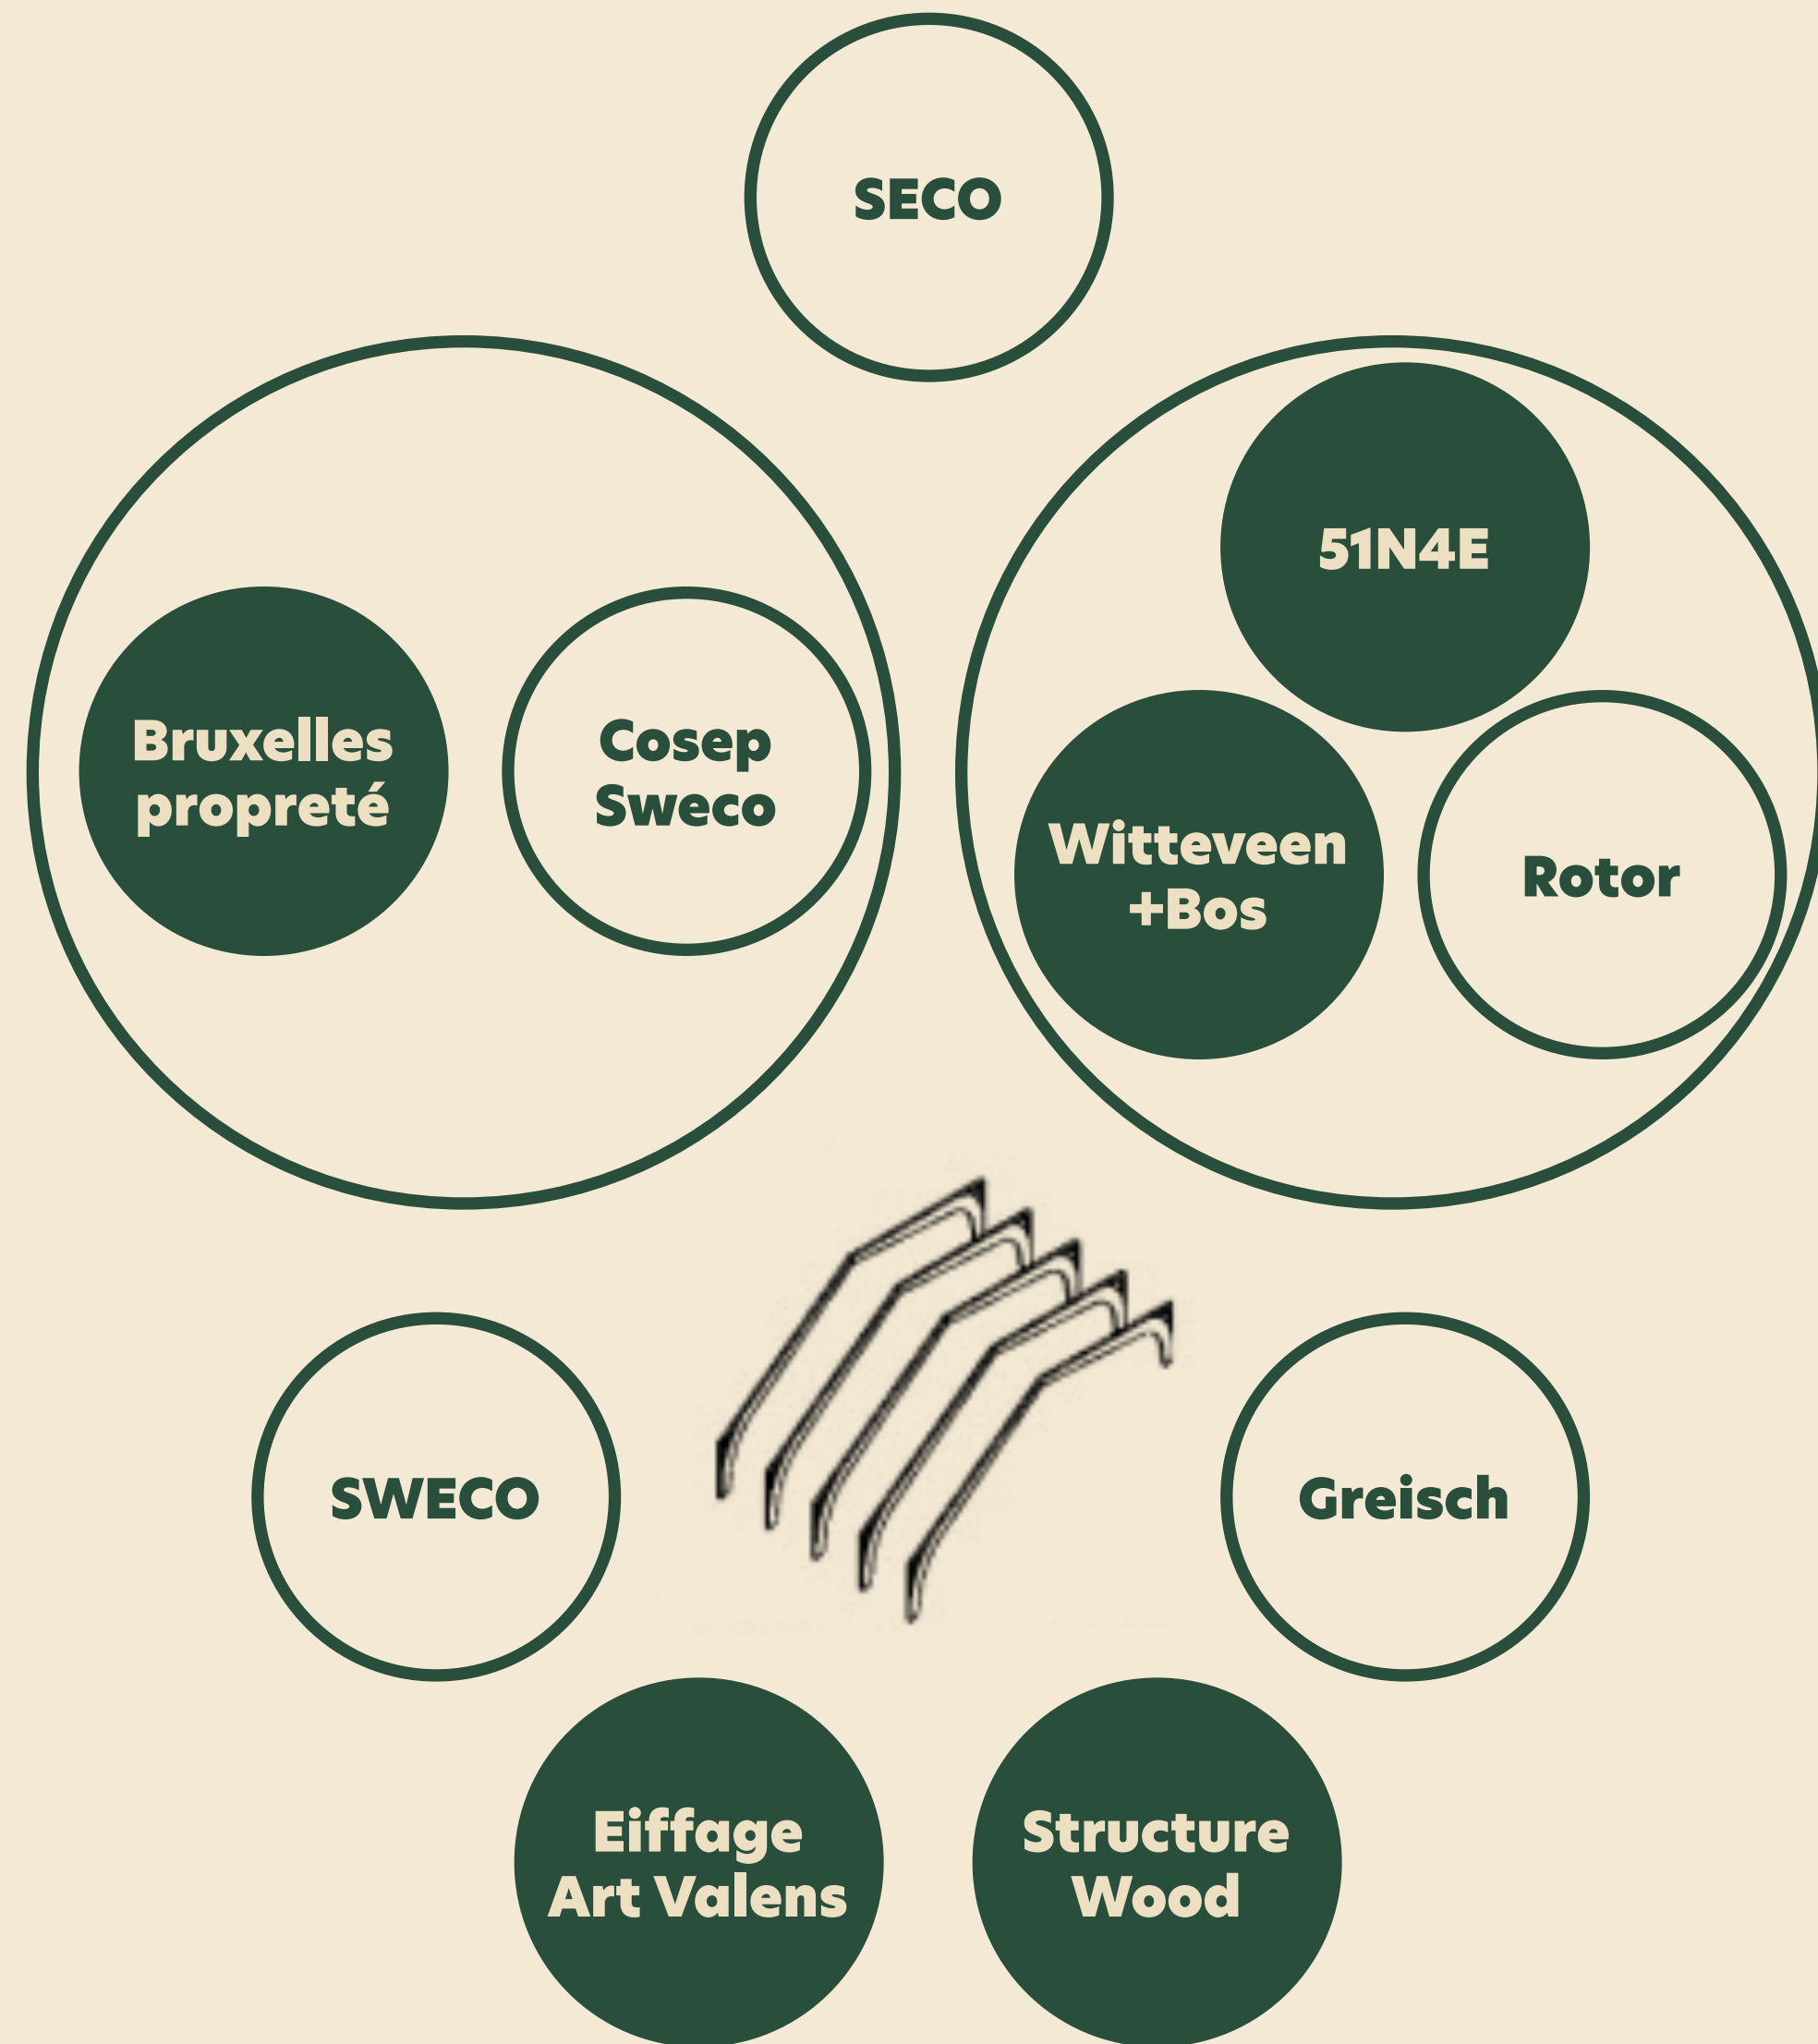 SECO
51N4E
Bruxelles
propreté
Cosep
Sweco
Witteveen
+Bos
Rotor
SWECO
Greisch
Eiffage
Art Valens
Structure
Wood